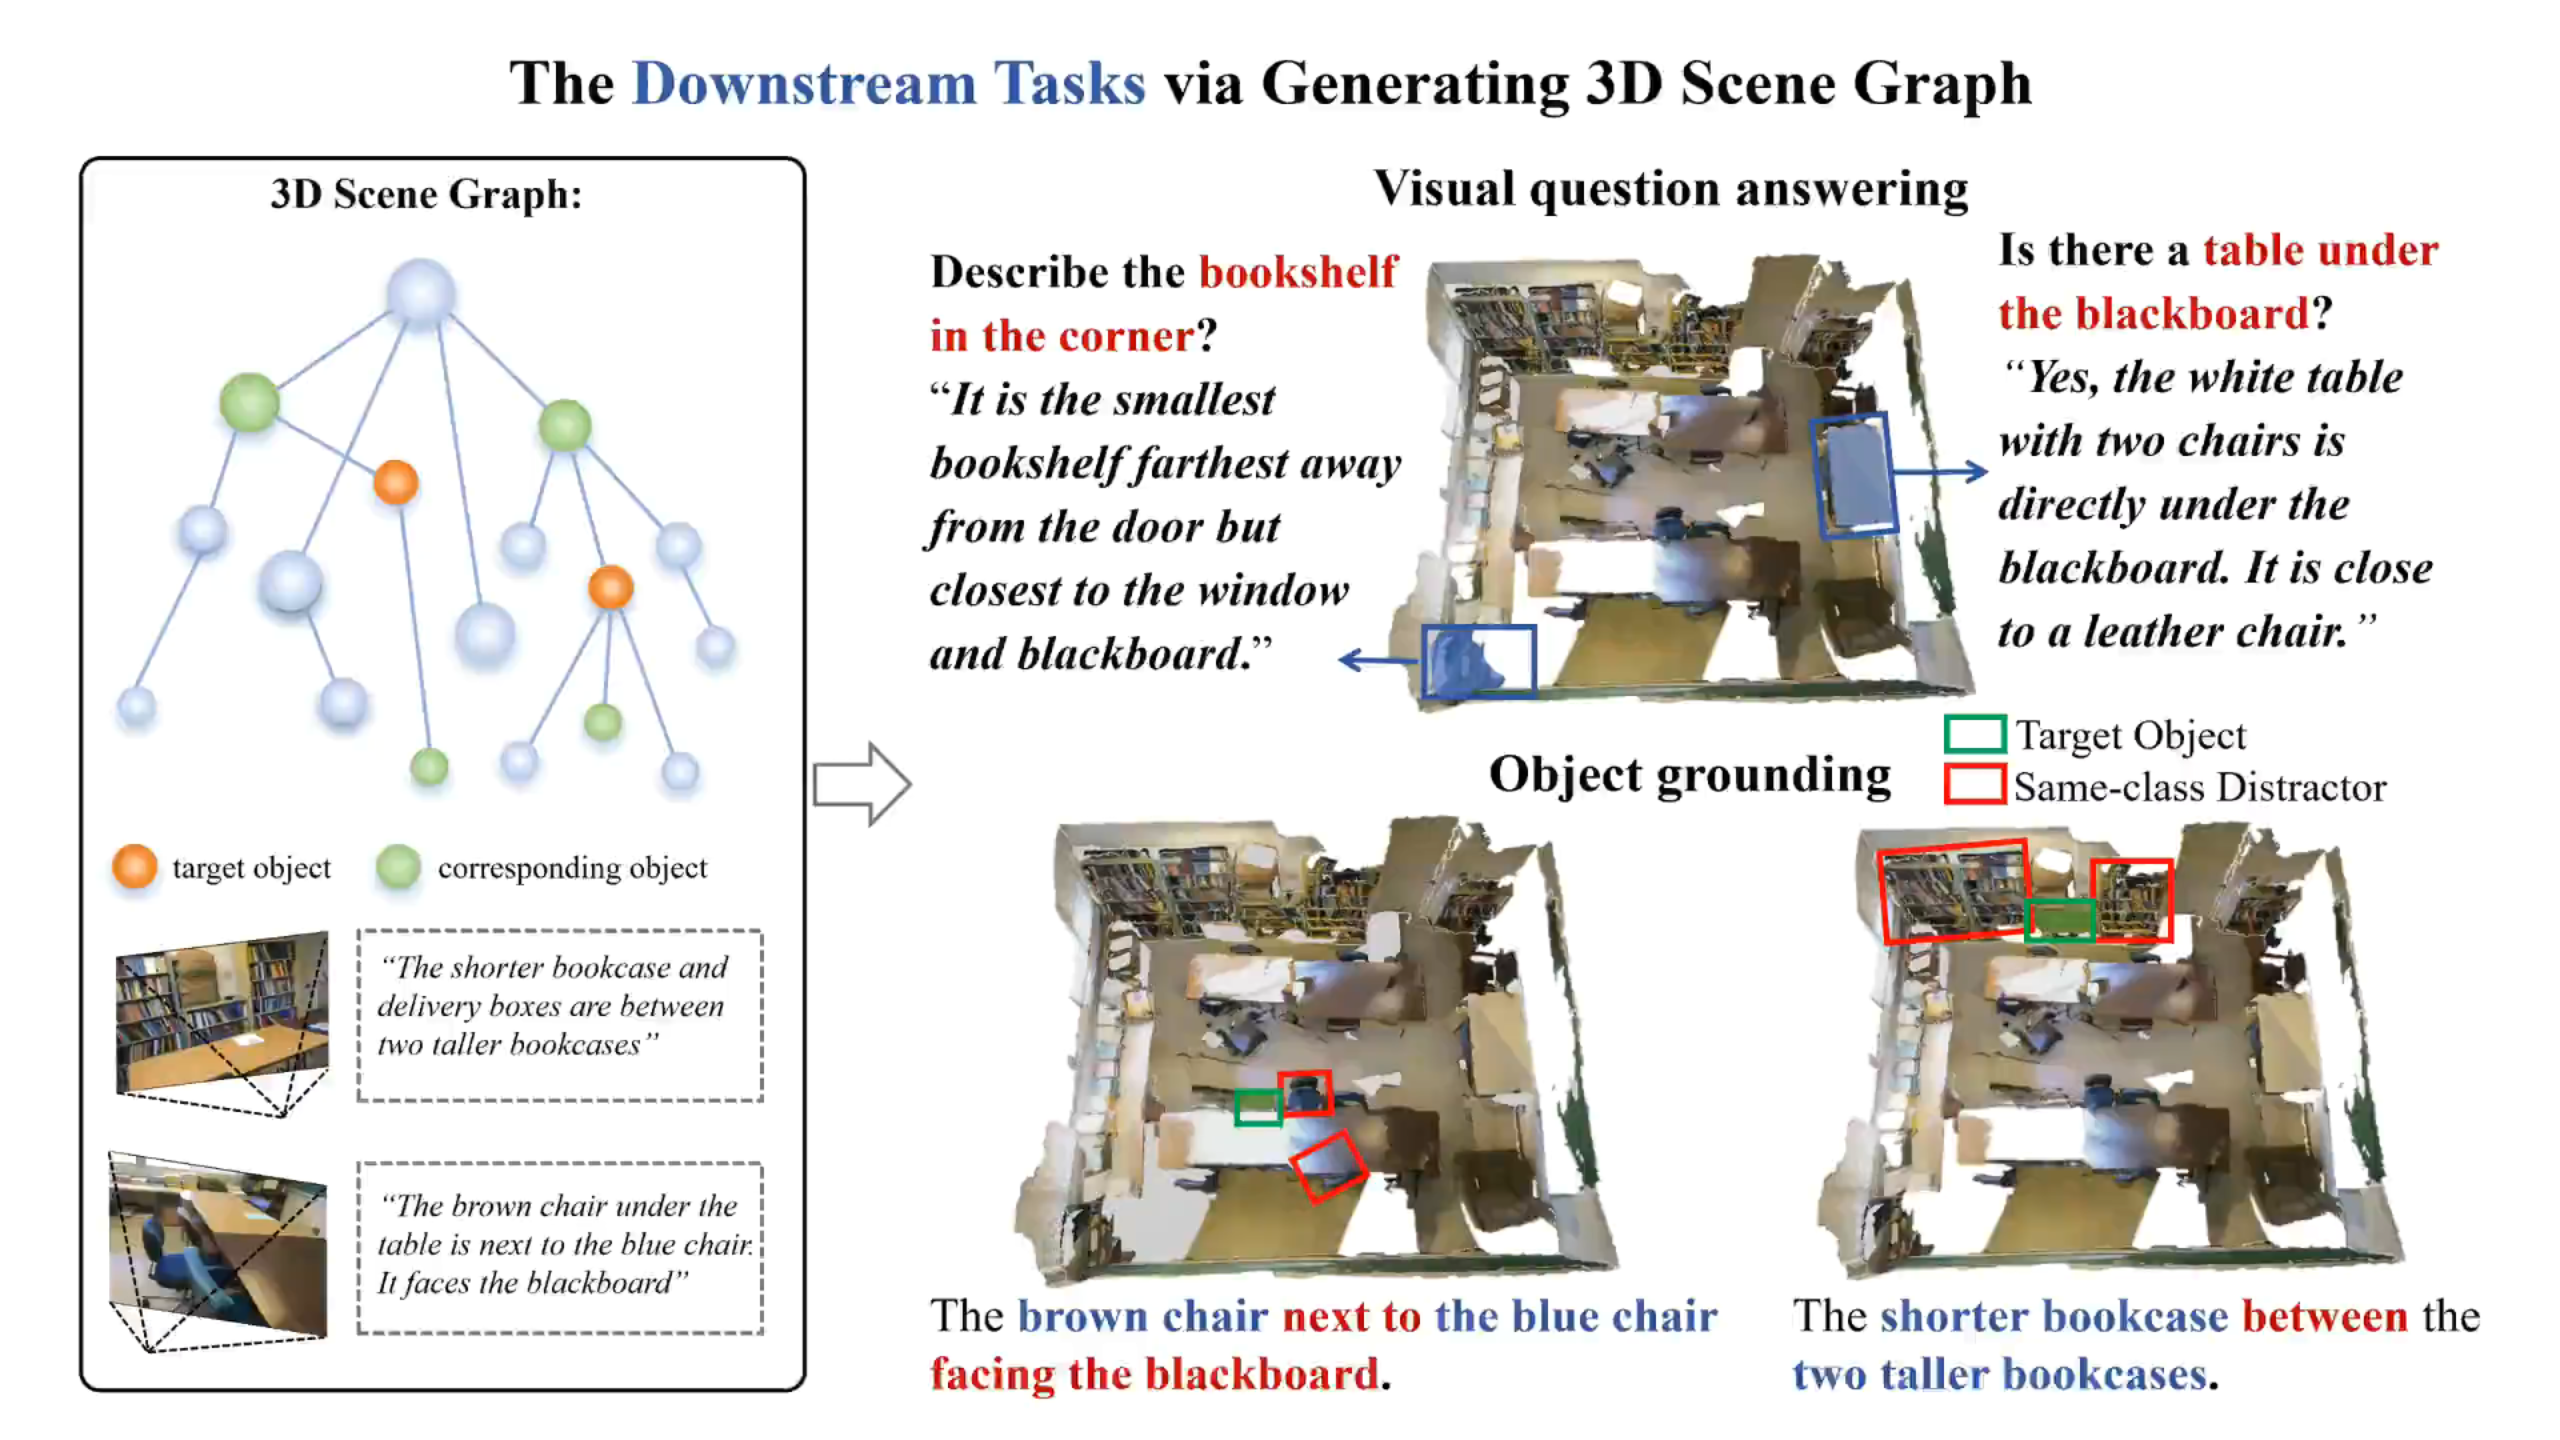 The Downstream Tasks via Generating 3D Scene Graph
3D Scene Graph:
target object
corresponding object
“The shorter bookcase and
delivery boxes are between
two taller bookcases”
“The brown chair under the
table is next to the blue chair.
It faces the blackboard”
Visual question answering
Describe the bookshelf
in the corner?
“It is the smallest
bookshelf farthest away
from the door but
closest to the window
and blackboard.”
Is there a table under
the blackboard?
“Yes, the white table
with two chairs is
directly under the
blackboard. It is close
to a leather chair.”
Object grounding
Target Object
Same-class Distractor
The brown chair next to the blue chair
facing the blackboard.
The shorter bookcase between the
two taller bookcases.